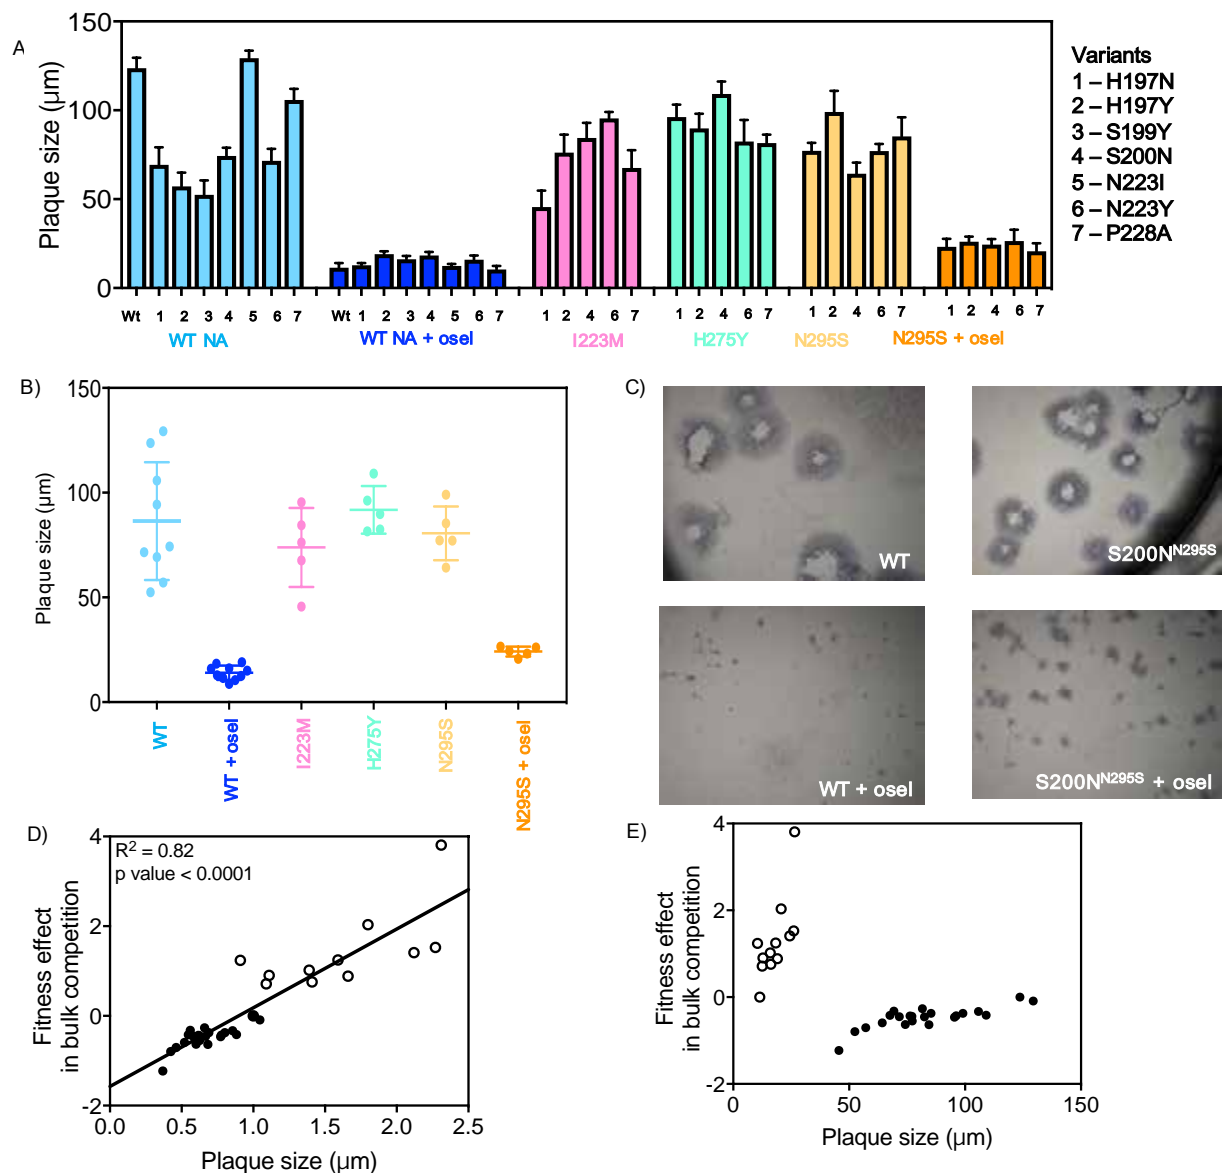 A
150
100
50
0
Plaque size (μm)
Wt 1 2 3 4 5 6 7 Wt 1 2 3 4 5 6 7 1 2 4 6 7 1 2 4 6 7 1 2 4 6 7 1 2 4 6 7
WT NA WT NA + osel I223M H275Y N295S N295S + osel
Variants
1 – H197N
2 – H197Y
3 – S199Y
4 – S200N
5 – N223I
6 – N223Y
7 – P228A
B)
150
100
50
0
Plaque size (μm)
WT
WT + osel
I223M
H275Y
N295S
N295S + osel
C)
WT
S200N^N295S
WT + osel
S200N^N295S + osel
D)
R² = 0.82
p value < 0.0001
4
2
0
-2
Fitness effect
in bulk competition
0.0 0.5 1.0 1.5 2.0 2.5
Plaque size (μm)
E)
4
2
0
-2
Fitness effect
in bulk competition
0 50 100 150
Plaque size (μm)